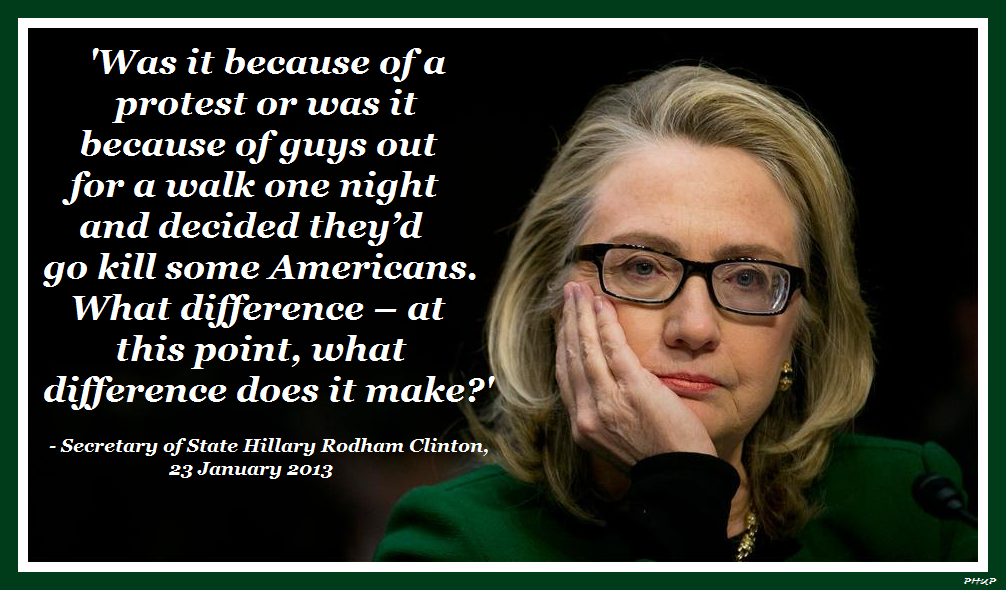 'Was it because of a
protest or was it
because of guys out
for a walk one night
and decided they’d
go kill some Americans.
What difference – at
this point, what
difference does it make?'
- Secretary of State Hillary Rodham Clinton,
23 January 2013
PHUP